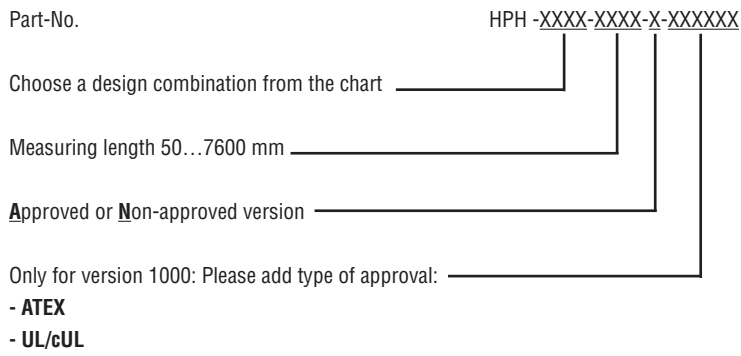 Part-No. HPH -XXXX-XXXX-X-XXXXXX
Choose a design combination from the chart
Measuring length 50…7600 mm
Approved or Non-approved version
Only for version 1000: Please add type of approval:
- ATEX
- UL/cUL